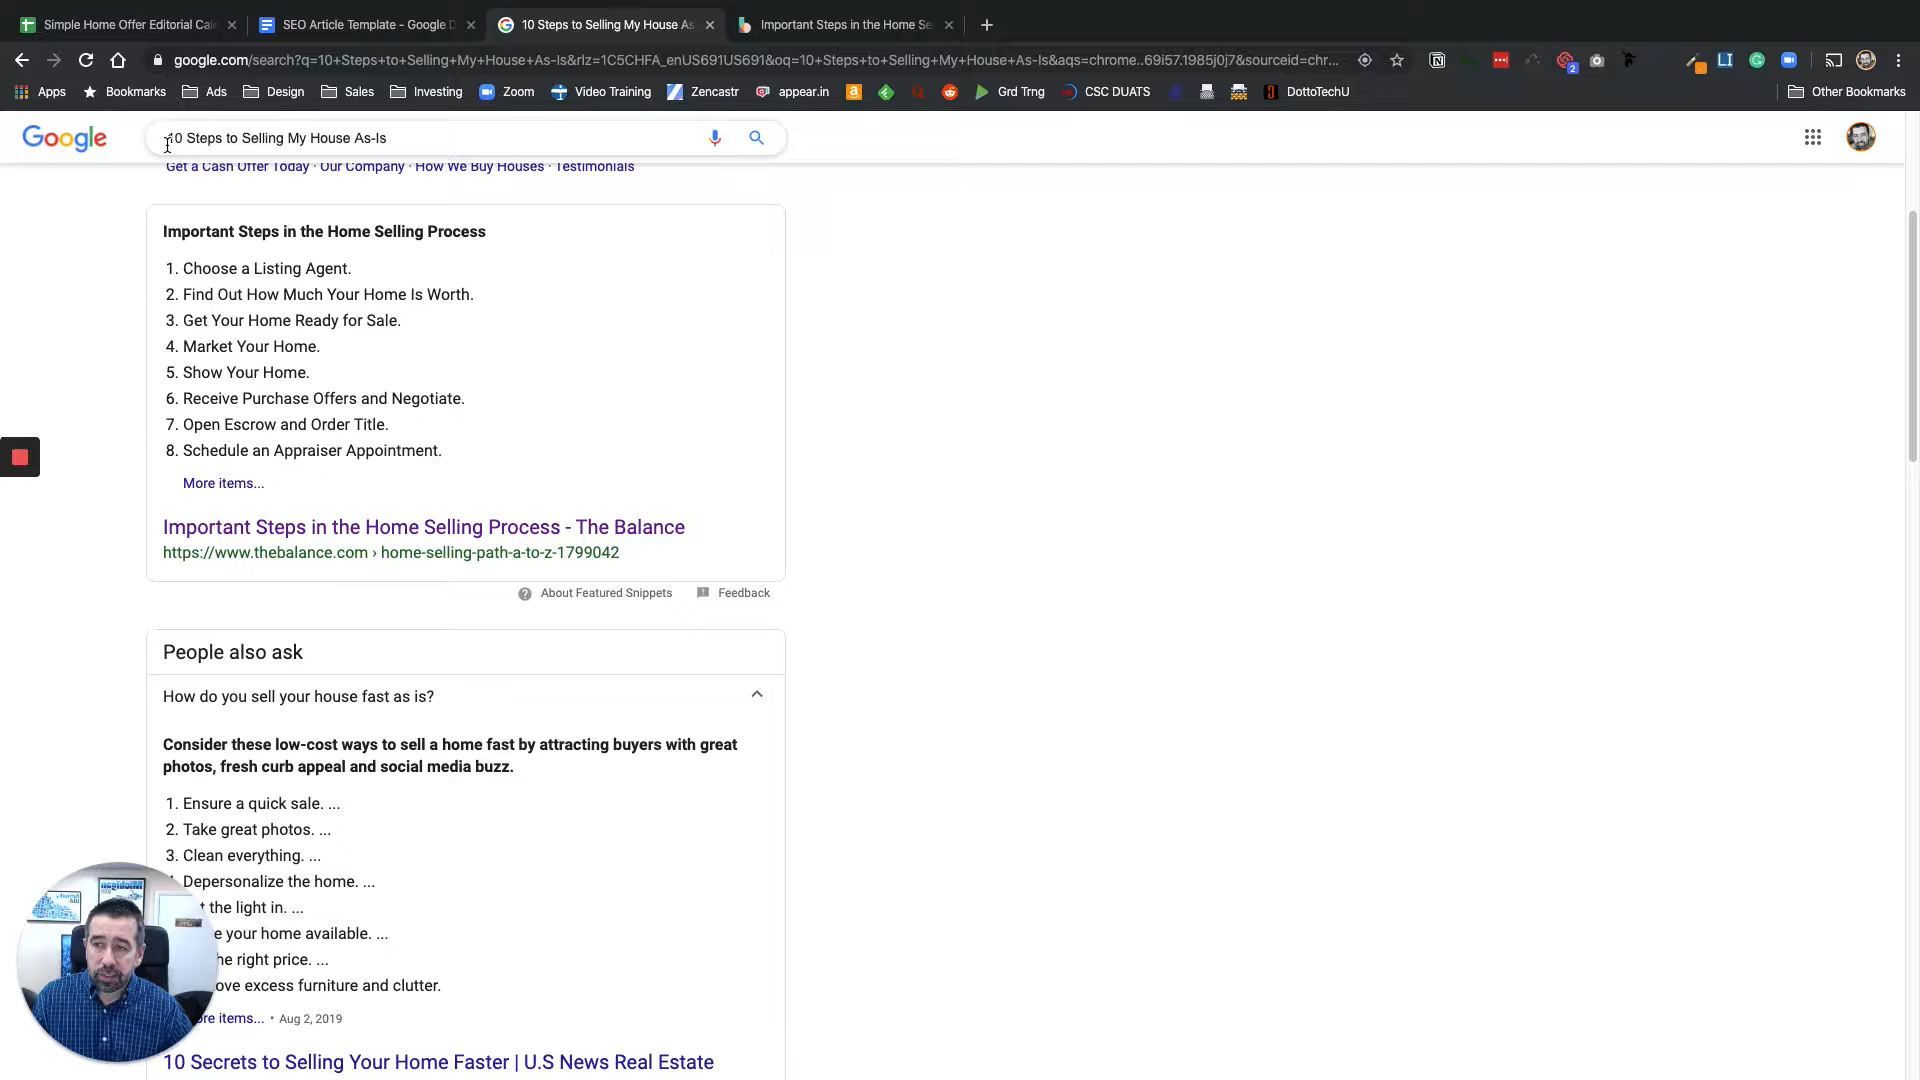 Simple Home Offer Editorial Cal
SEO Article Template - Google D
10 Steps to Selling My House As
Important Steps in the Home Se
google.com/search?q=10+Steps+to+Selling+My+House+As-Is&rlz=1C5CHFA_enUS691US691&oq=10+Steps+to+Selling+My+House+As-Is&aqs=chrome..69i57.1985j0j7&sourceid=chr...
Apps Bookmarks Ads Design Sales Investing Zoom Video Training Zencastr appear.in Grd Trng CSC DUATS DottoTechU Other Bookmarks
Google
10 Steps to Selling My House As-Is
Get a Cash Offer Today · Our Company · How We Buy Houses · Testimonials
Important Steps in the Home Selling Process
1. Choose a Listing Agent.
2. Find Out How Much Your Home Is Worth.
3. Get Your Home Ready for Sale.
4. Market Your Home.
5. Show Your Home.
6. Receive Purchase Offers and Negotiate.
7. Open Escrow and Order Title.
8. Schedule an Appraiser Appointment.
More items...
Important Steps in the Home Selling Process - The Balance
https://www.thebalance.com › home-selling-path-a-to-z-1799042
About Featured Snippets Feedback
People also ask
How do you sell your house fast as is?
Consider these low-cost ways to sell a home fast by attracting buyers with great
photos, fresh curb appeal and social media buzz.
1. Ensure a quick sale. ...
2. Take great photos. ...
3. Clean everything. ...
Depersonalize the home. ...
the light in. ...
your home available. ...
right price. ...
excess furniture and clutter.
items... • Aug 2, 2019
10 Secrets to Selling Your Home Faster | U.S News Real Estate